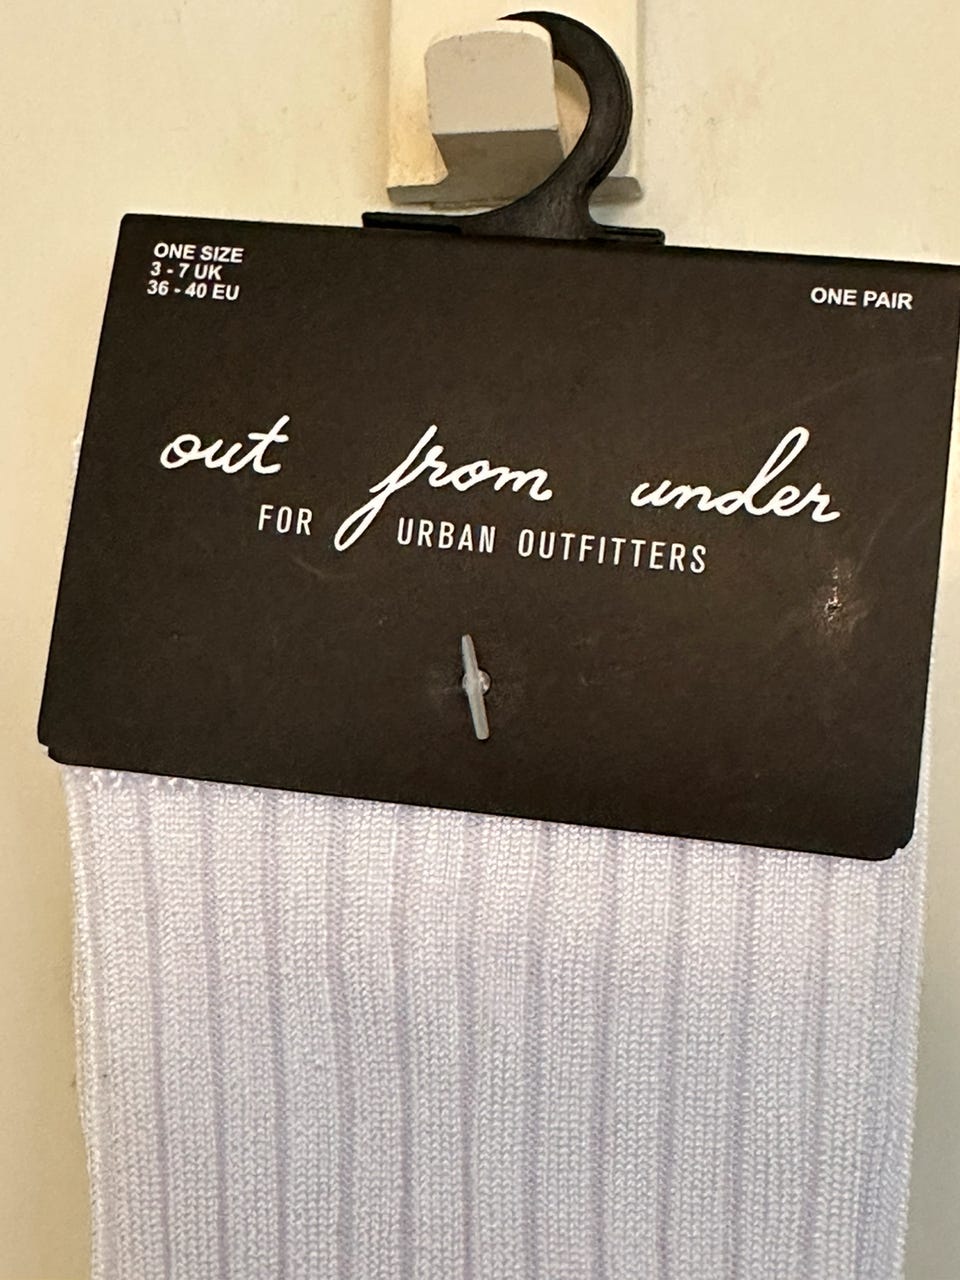 ONE SIZE
3 - 7 UK
36 - 40 EU
ONE PAIR
out from under
FOR URBAN OUTFITTERS